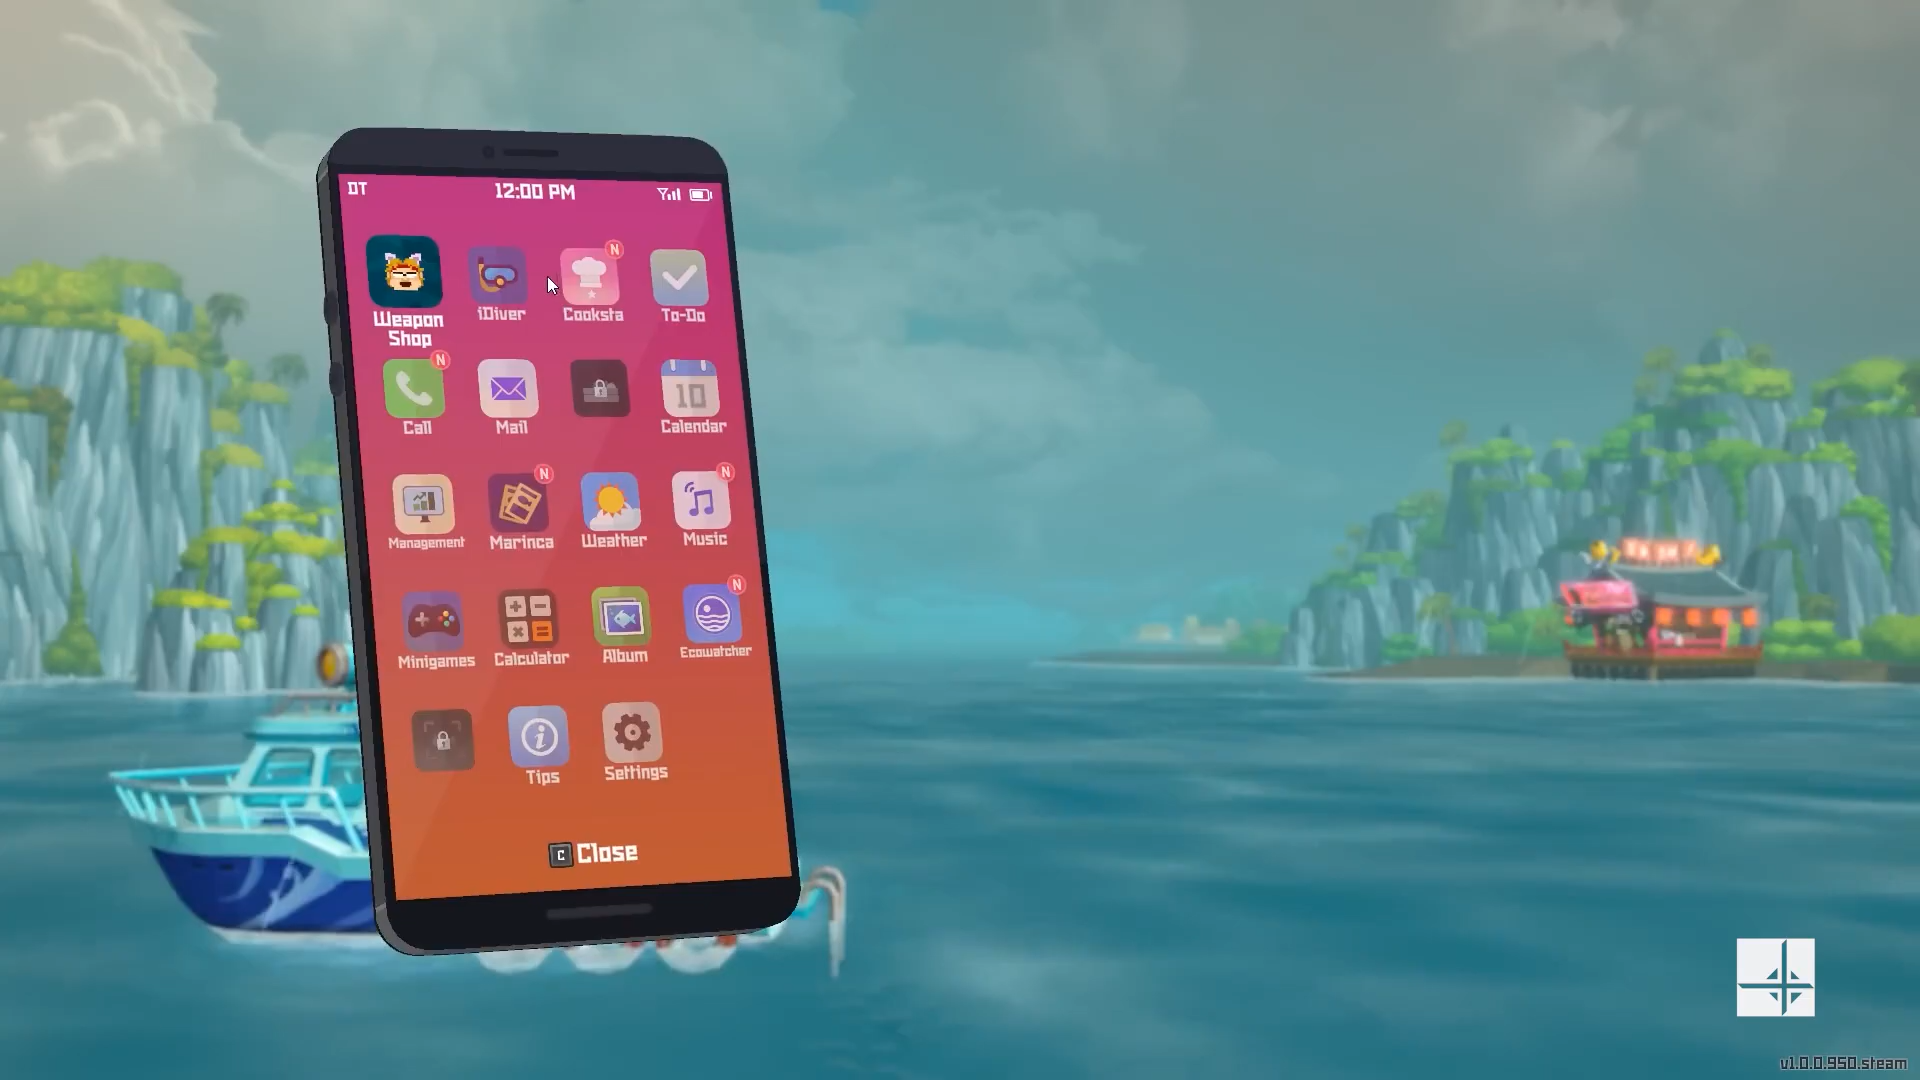 DT 12:00 PM
Weapon Shop
iDiver
N
Cooksta
To-Do
N
Call
Mail
10
Calendar
Management
N
Marinca
Weather
N
Music
Minigames
Calculator
Album
N
Ecowatcher
Tips
Settings
C Close
v1.0.0.950.steam